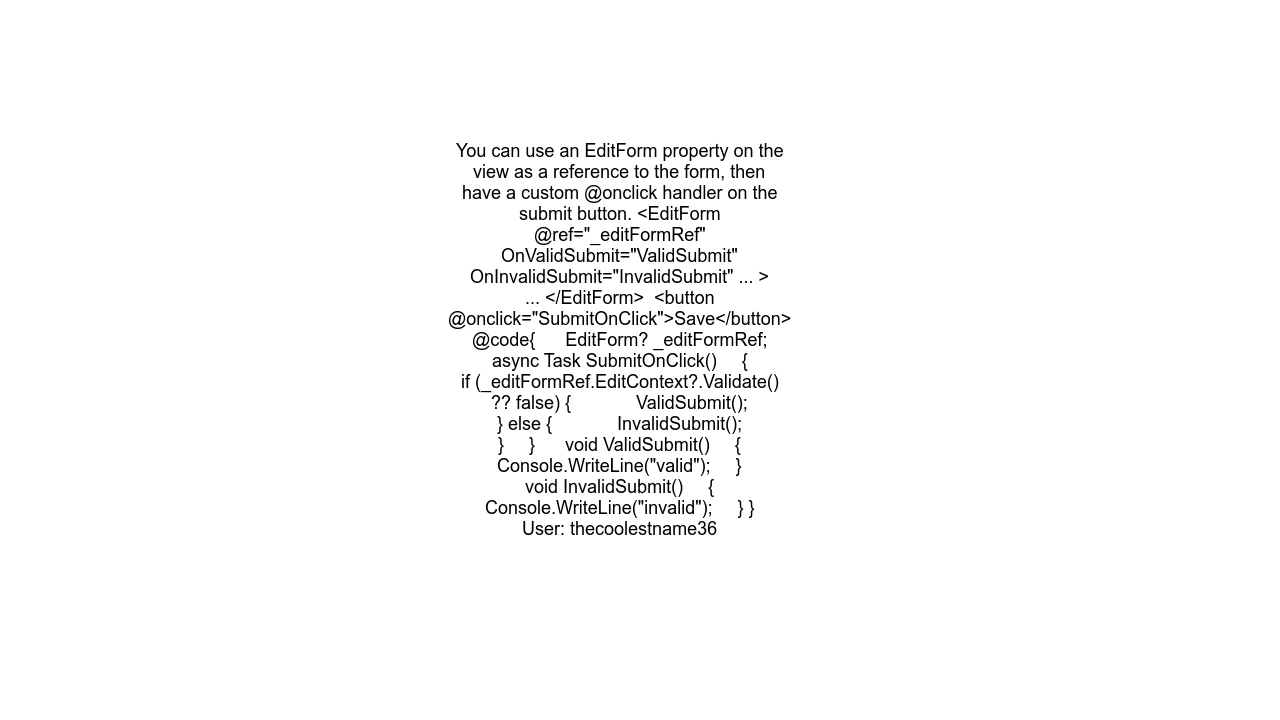 You can use an EditForm property on the
view as a reference to the form, then
have a custom @onclick handler on the
submit button. <EditForm
@ref="_editFormRef"
OnValidSubmit="ValidSubmit"
OnInvalidSubmit="InvalidSubmit" ... >
... </EditForm>  <button
@onclick="SubmitOnClick">Save</button>
@code{      EditForm? _editFormRef;
async Task SubmitOnClick()     {
if (_editFormRef.EditContext?.Validate()
?? false) {             ValidSubmit();
} else {             InvalidSubmit();
}     }      void ValidSubmit()     {
Console.WriteLine("valid");     }
void InvalidSubmit()     {
Console.WriteLine("invalid");     } }
User: thecoolestname36